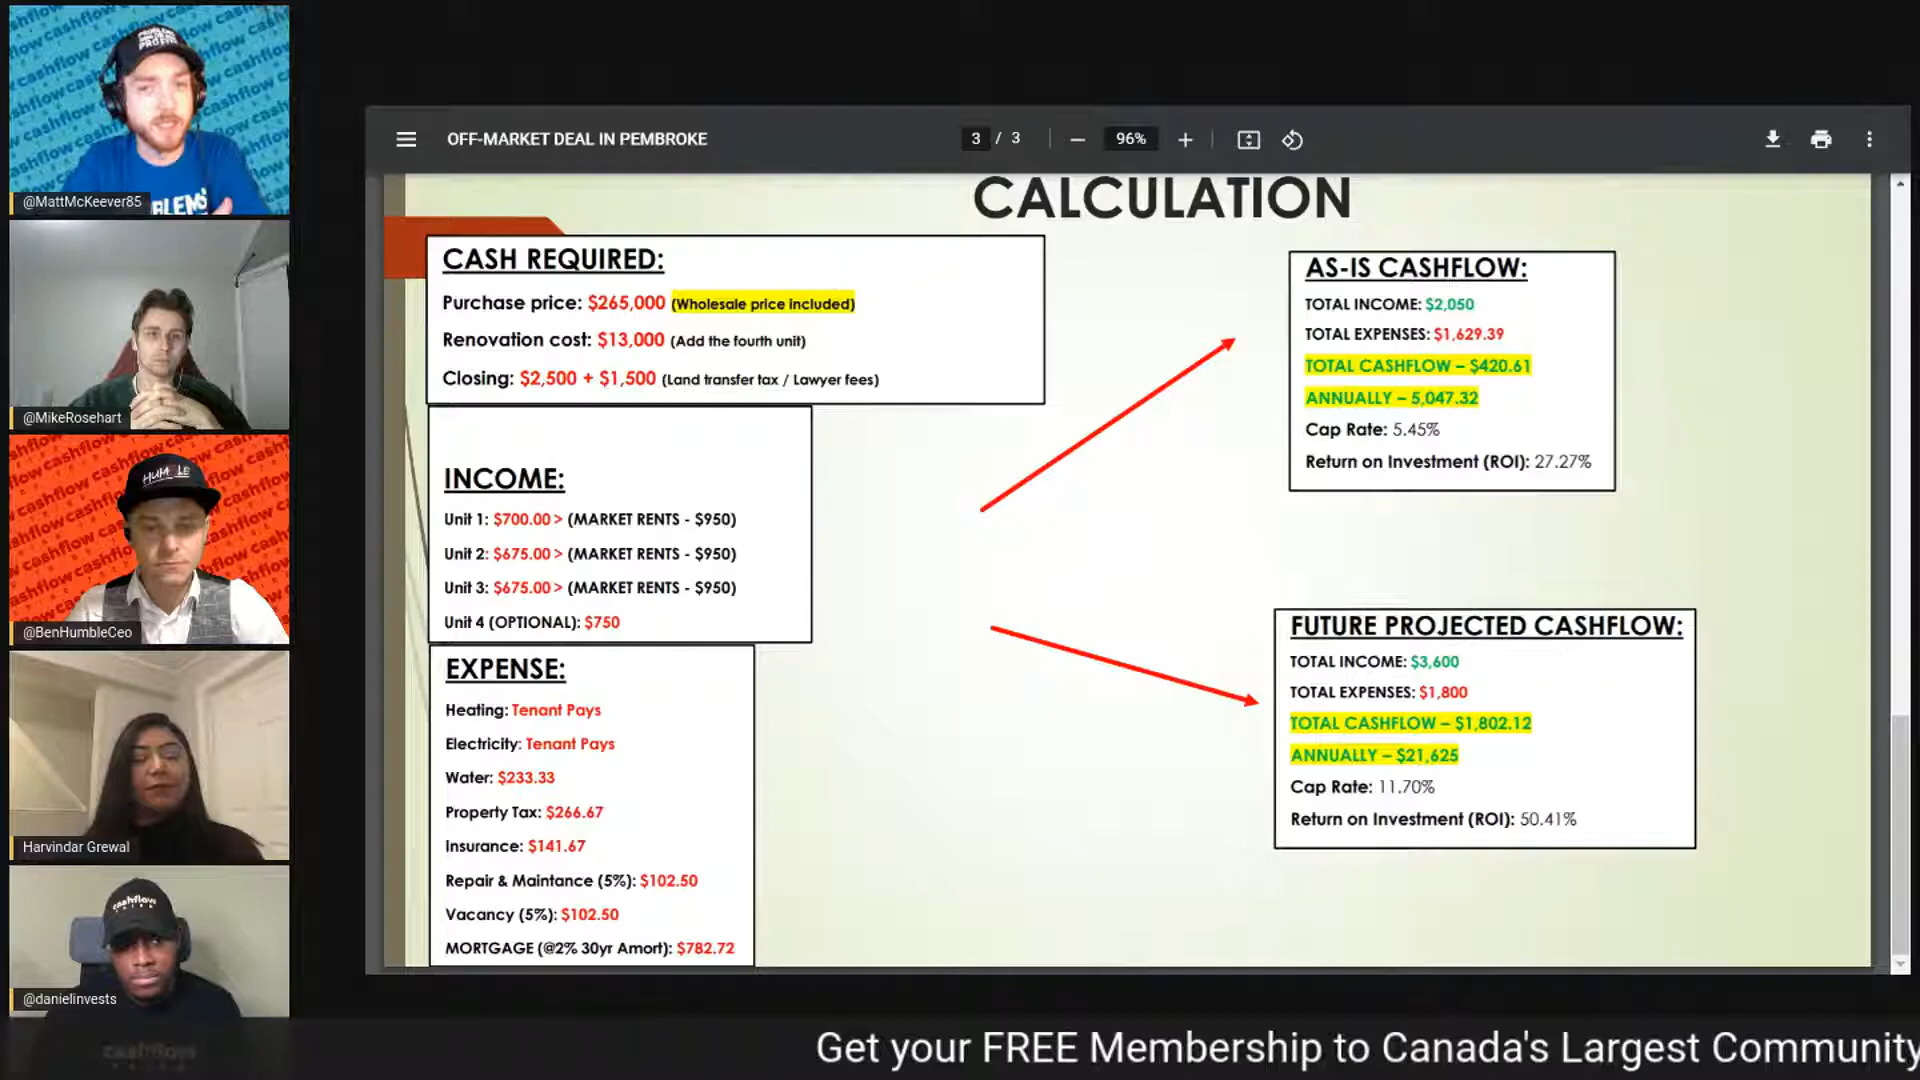 PROBLEMS
PROFIT
BLEMS
@MattMcKeever85
@MikeRosehart
HUM LE
@BenHumbleCeo
Harvindar Grewal
cashflow
@danielinvests
OFF-MARKET DEAL IN PEMBROKE
3 / 3
96%
CALCULATION
CASH REQUIRED:
Purchase price: $265,000 (Wholesale price included)
Renovation cost: $13,000 (Add the fourth unit)
Closing: $2,500 + $1,500 (Land transfer tax / Lawyer fees)
INCOME:
Unit 1: $700.00 > (MARKET RENTS - $950)
Unit 2: $675.00 > (MARKET RENTS - $950)
Unit 3: $675.00 > (MARKET RENTS - $950)
Unit 4 (OPTIONAL): $750
EXPENSE:
Heating: Tenant Pays
Electricity: Tenant Pays
Water: $233.33
Property Tax: $266.67
Insurance: $141.67
Repair & Maintance (5%): $102.50
Vacancy (5%): $102.50
MORTGAGE (@2% 30yr Amort): $782.72
AS-IS CASHFLOW:
TOTAL INCOME: $2,050
TOTAL EXPENSES: $1,629.39
TOTAL CASHFLOW – $420.61
ANNUALLY – 5,047.32
Cap Rate: 5.45%
Return on Investment (ROI): 27.27%
FUTURE PROJECTED CASHFLOW:
TOTAL INCOME: $3,600
TOTAL EXPENSES: $1,800
TOTAL CASHFLOW – $1,802.12
ANNUALLY – $21,625
Cap Rate: 11.70%
Return on Investment (ROI): 50.41%
Get your FREE Membership to Canada's Largest Community